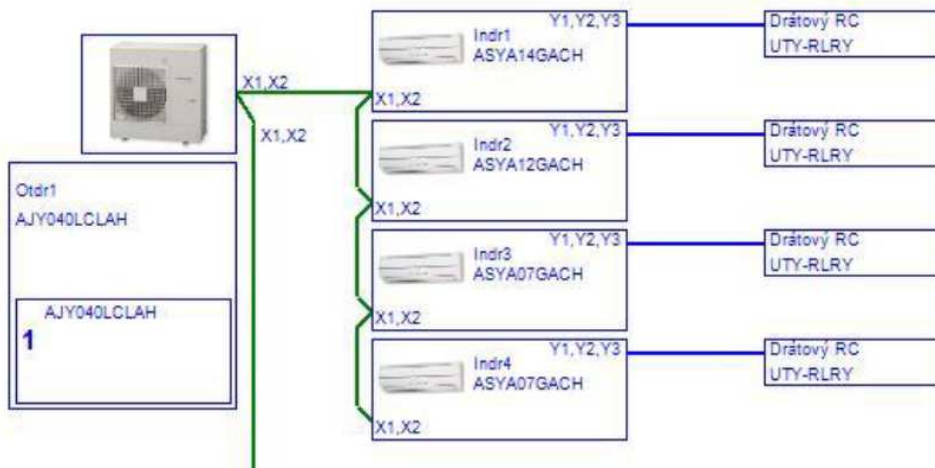 X1,X2
X1,X2
Otdr1
AJY040LCLAH
AJY040LCLAH
1
Y1,Y2,Y3
Indr1
ASYA14GACH
X1,X2
Drátový RC
UTY-RLRY
Y1,Y2,Y3
Indr2
ASYA12GACH
X1,X2
Drátový RC
UTY-RLRY
Y1,Y2,Y3
Indr3
ASYA07GACH
X1,X2
Drátový RC
UTY-RLRY
Y1,Y2,Y3
Indr4
ASYA07GACH
X1,X2
Drátový RC
UTY-RLRY